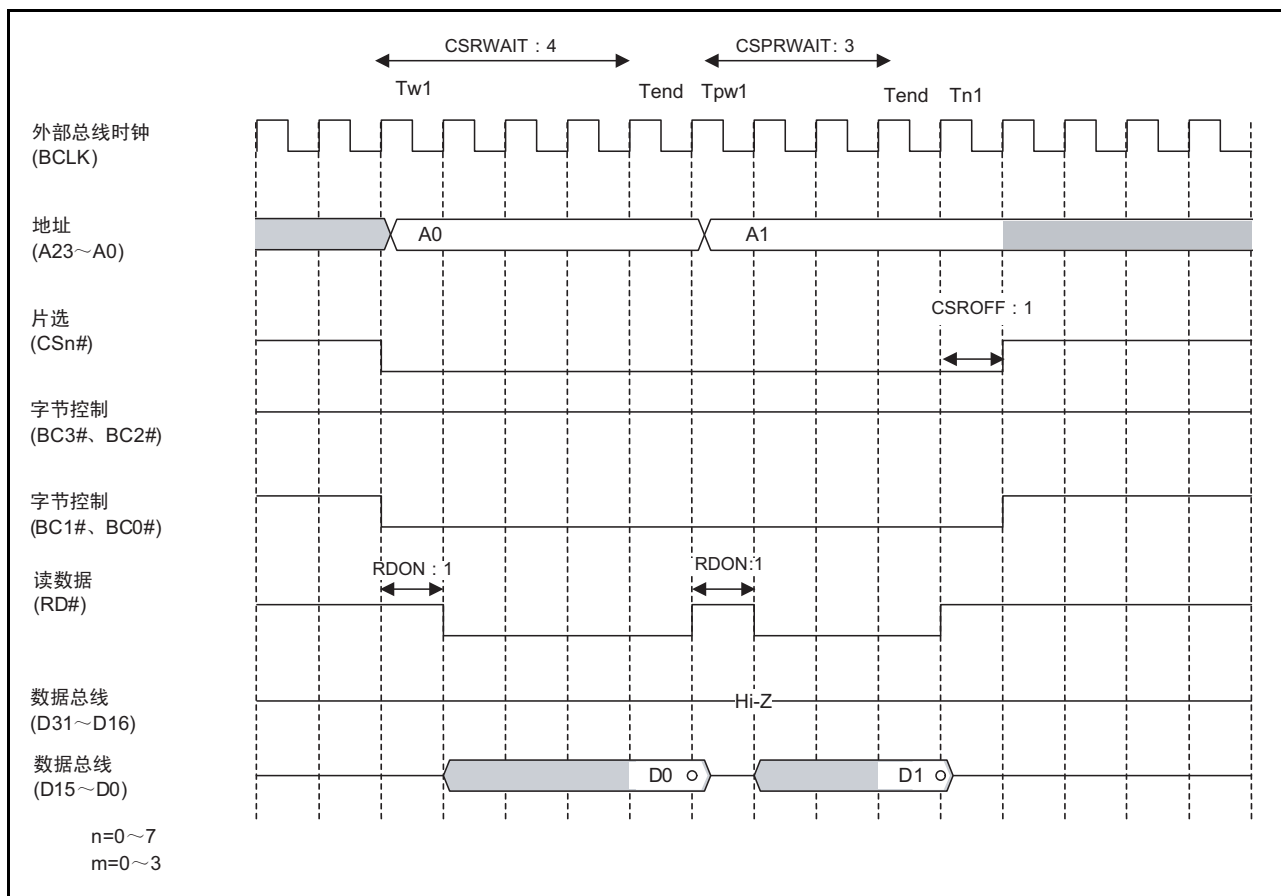 CSRWAIT：4
CSPRWAIT: 3
Tw1
Tend
Tpw1
Tend
Tn1
外部总线时钟
(BCLK)
地址
(A23～A0)
A0
A1
片选
(CSn#)
CSROFF：1
字节控制
(BC3#、BC2#)
字节控制
(BC1#、BC0#)
读数据
(RD#)
RDON：1
RDON:1
数据总线
(D31～D16)
Hi-Z
数据总线
(D15～D0)
D0
D1
n=0～7
m=0～3